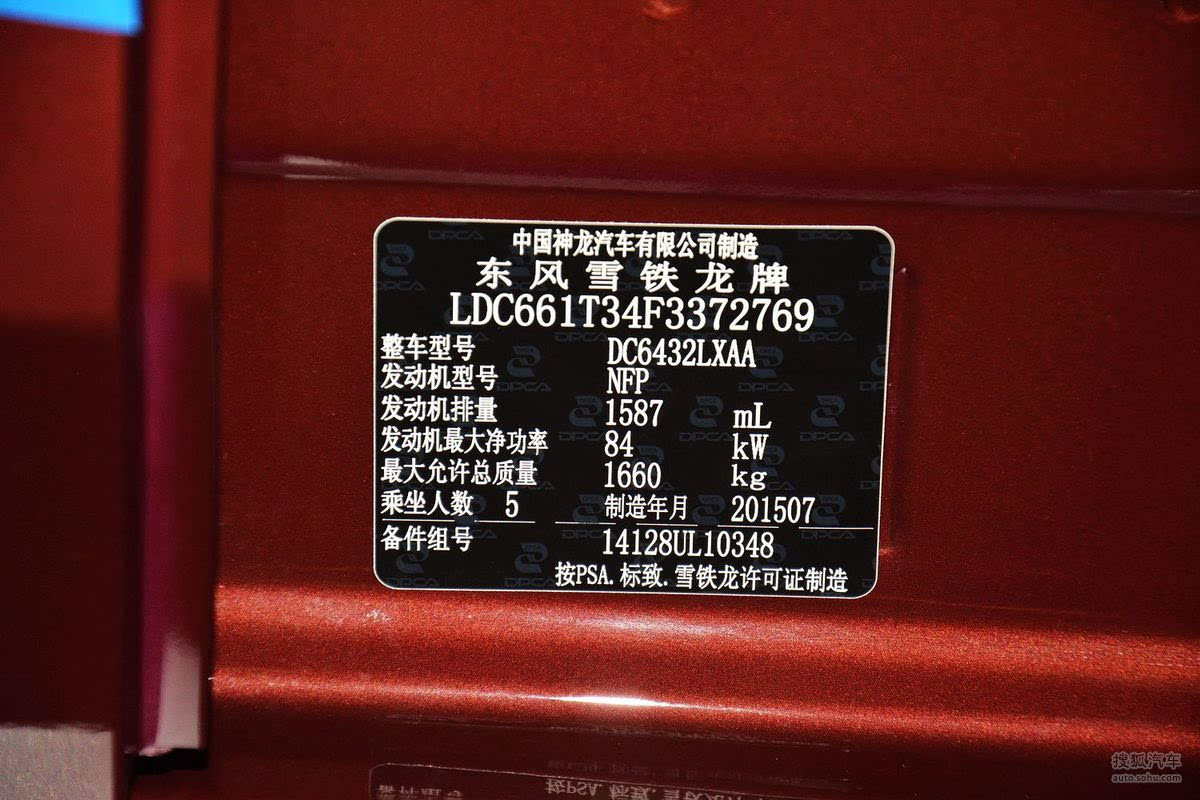 中国神龙汽车有限公司制造
东风雪铁龙牌
LDC661T34F3372769
整车型号 DC6432LXAA
发动机型号 NFP
发动机排量 1587 mL
发动机最大净功率 84 kW
最大允许总质量 1660 kg
乘坐人数 5 制造年月 201507
备件组号 14128UL10348
按PSA.标致.雪铁龙许可证制造
搜狐汽车
auto.sohu.com